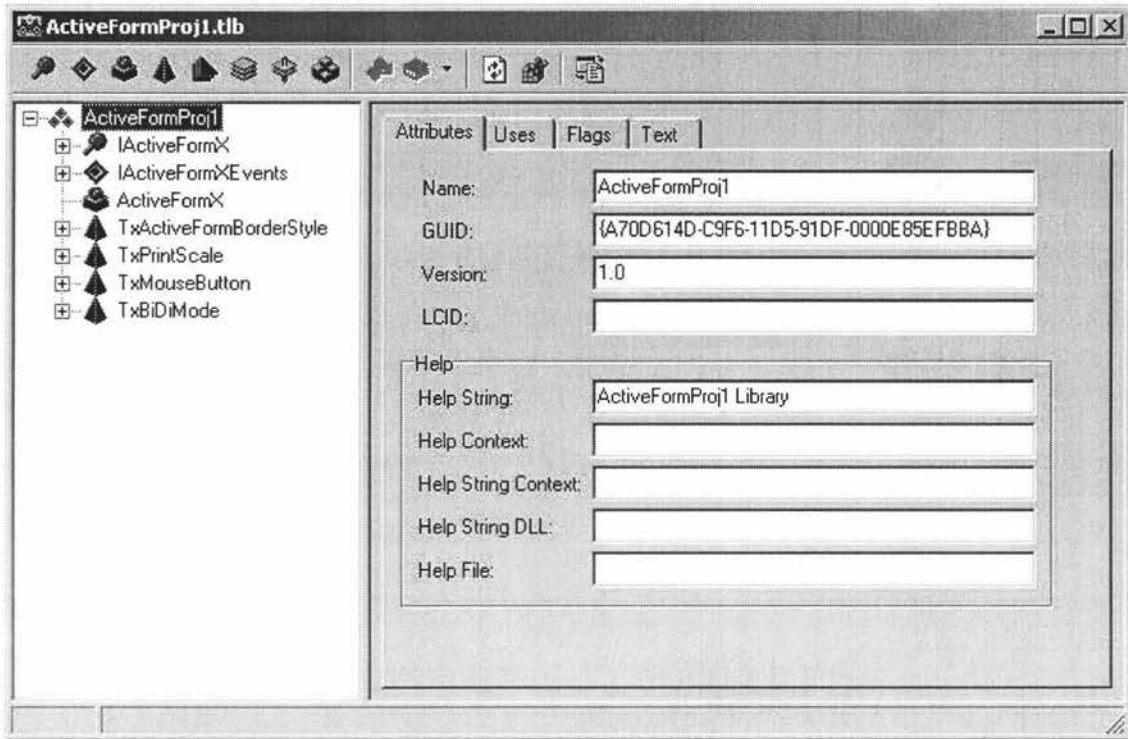 ActiveFormProj1.tlb
ActiveFormProj1
IActiveFormX
IActiveFormXEvents
ActiveFormX
TxActiveFormBorderStyle
TxPrintScale
TxMouseButton
TxBiDiMode
Attributes Uses Flags Text
Name: ActiveFormProj1
GUID: {A70D614D-C9F6-11D5-91DF-0000E85EFBBA}
Version: 1.0
LCID:
Help
Help String: ActiveFormProj1 Library
Help Context:
Help String Context:
Help String DLL:
Help File: